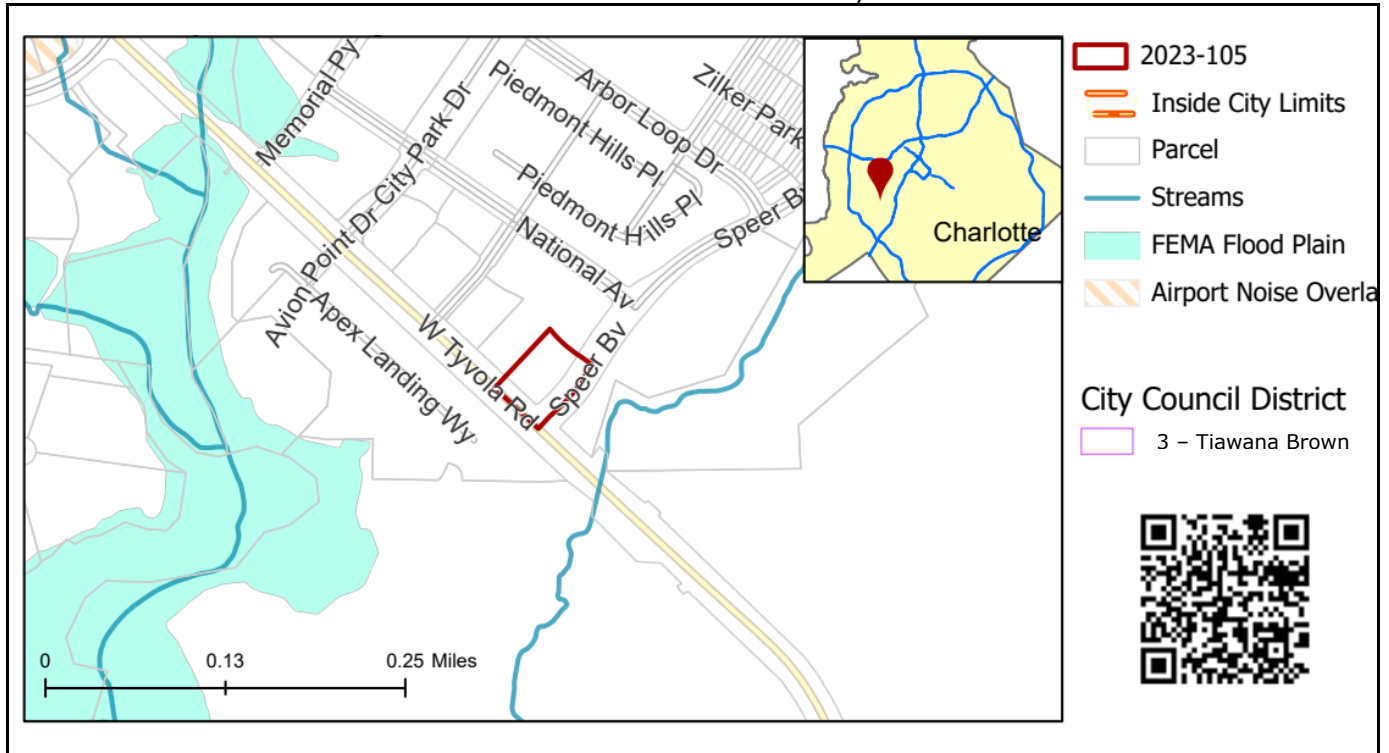 Memorial Py
Arbor Loop Dr
Zilker Park
Piedmont Hills Pl
City Park Dr
Piedmont Hills Pl
Speer Bv
National Av
Avion Point Dr
Apex Landing Wy
W Tyvola Rd
Speer Bv
0 0.13 0.25 Miles
Charlotte
2023-105
Inside City Limits
Parcel
Streams
FEMA Flood Plain
Airport Noise Overla
City Council District
3 – Tiawana Brown